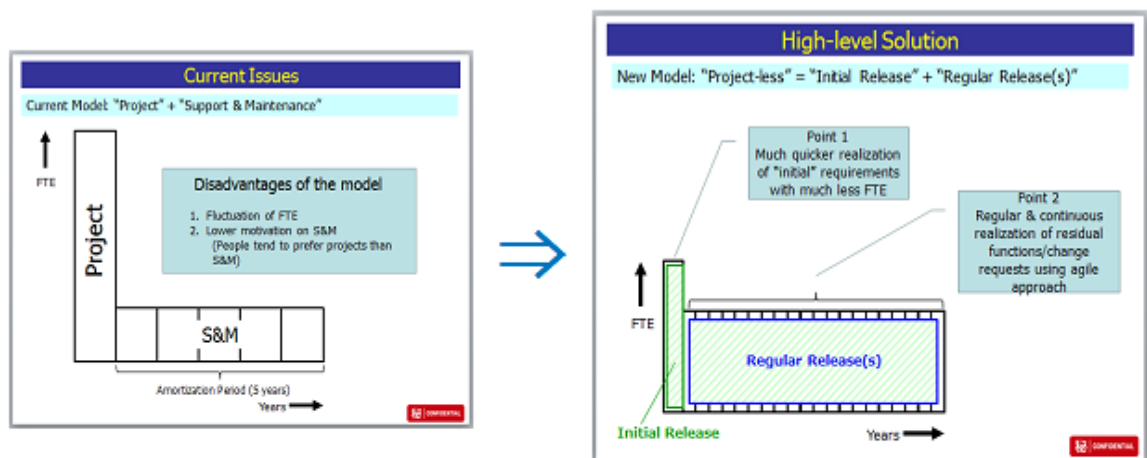 Current Issues
Current Model: "Project" + "Support & Maintenance"
FTE
Project
Disadvantages of the model
1. Fluctuation of FTE
2. Lower motivation on S&M
(People tend to prefer projects than
S&M)
S&M
Amortization Period (5 years)
Years
CONFIDENTIAL
High-level Solution
New Model: "Project-less" = "Initial Release" + "Regular Release(s)"
Point 1
Much quicker realization
of "initial" requirements
with much less FTE
Point 2
Regular & continuous
realization of residual
functions/change
requests using agile
approach
FTE
Regular Release(s)
Initial Release
Years
CONFIDENTIAL